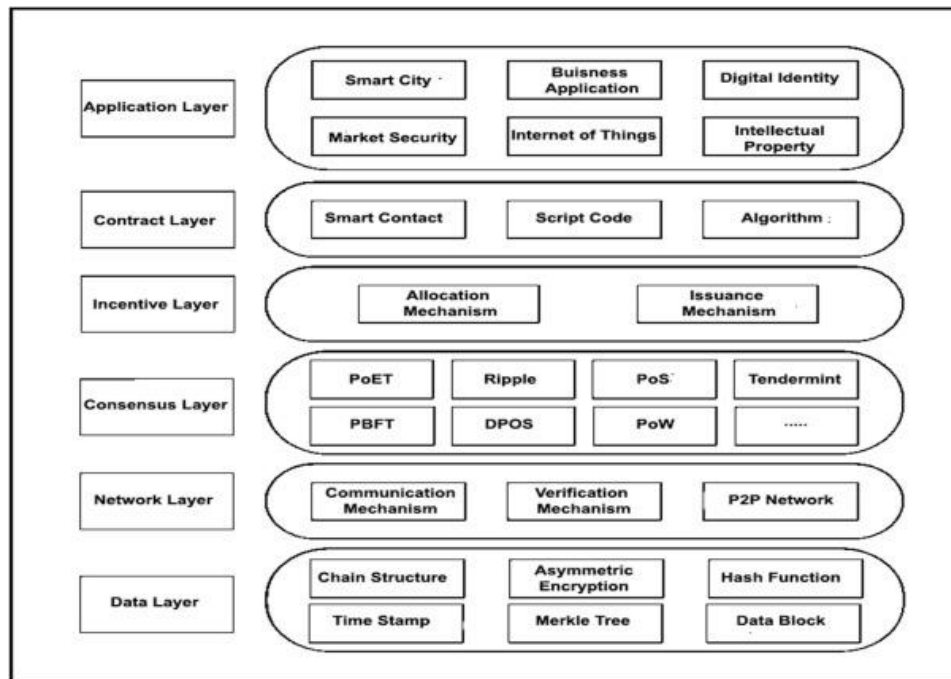 Application Layer
Smart City
Buisness
Application
Digital Identity
Market Security
Internet of Things
Intellectual
Property
Contract Layer
Smart Contact
Script Code
Algorithm
Incentive Layer
Allocation
Mechanism
Issuance
Mechanism
Consensus Layer
PoET
Ripple
PoS
Tendermint
PBFT
DPOS
PoW
.....
Network Layer
Communication
Mechanism
Verification
Mechanism
P2P Network
Data Layer
Chain Structure
Asymmetric
Encryption
Hash Function
Time Stamp
Merkle Tree
Data Block